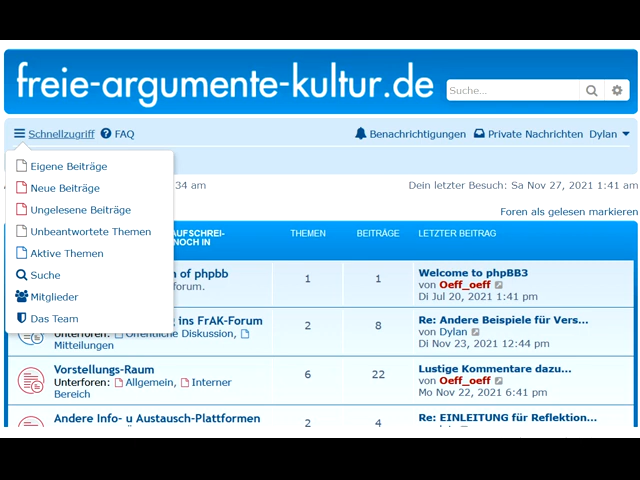 freie-argumente-kultur.de
Suche...
Schnellzugriff FAQ Benachrichtigungen Private Nachrichten Dylan
Eigene Beiträge
Neue Beiträge
Ungelesene Beiträge
Unbeantwortete Themen
Aktive Themen
Suche
Mitglieder
Das Team
34 am Dein letzter Besuch: Sa Nov 27, 2021 1:41 am
Foren als gelesen markieren
AUFSCHREI-
NOCH IN THEMEN BEITRÄGE LETZTER BEITRAG
of phpbb 1 1 Welcome to phpBB3
forum. von Oeff_oeff
Di Jul 20, 2021 1:41 pm
ins FrAK-Forum 2 8 Re: Andere Beispiele für Vers...
Unterforen: Öffentliche Diskussion, von Dylan
Mitteilungen Di Nov 23, 2021 12:44 pm
Vorstellungs-Raum 6 22 Lustige Kommentare dazu...
Unterforen: Allgemein, Interner von Oeff_oeff
Bereich Mo Nov 22, 2021 6:41 pm
Andere Info- u Austausch-Plattformen 2 4 Re: EINLEITUNG für Reflektion...